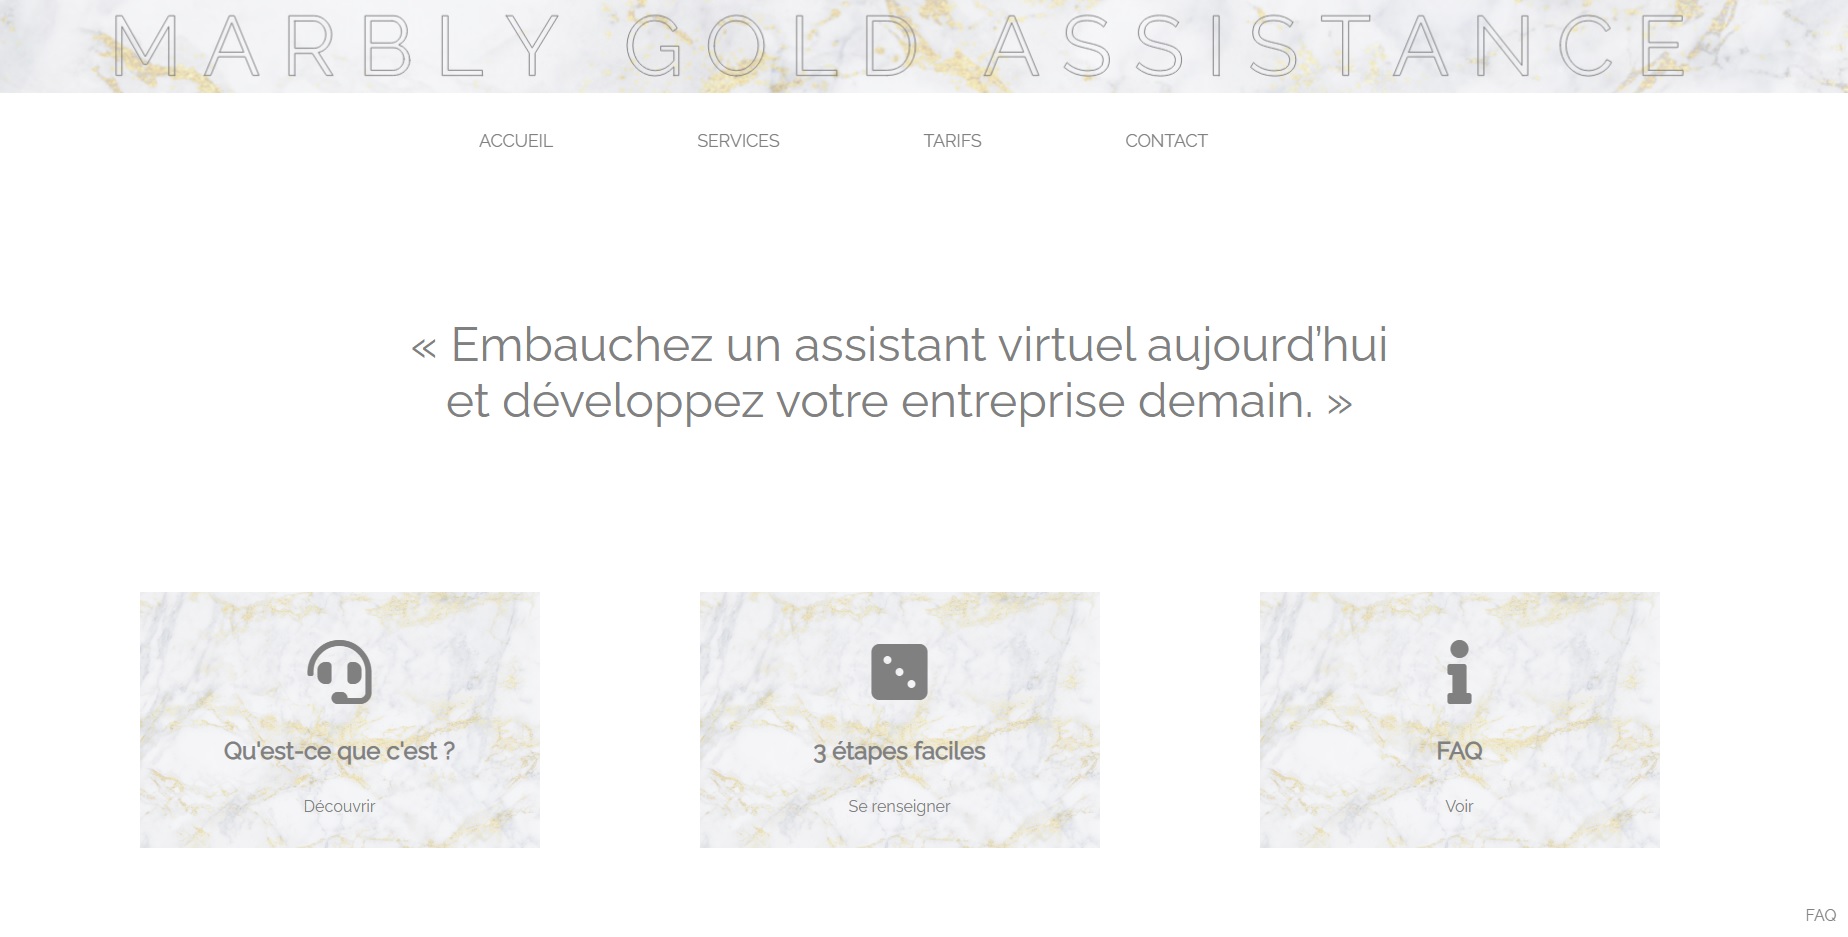 MARBLY GOLD ASSISTANCE
ACCUEIL SERVICES TARIFS CONTACT
« Embauchez un assistant virtuel aujourd’hui
et développez votre entreprise demain. »
Qu'est-ce que c'est ?
Découvrir
3 étapes faciles
Se renseigner
FAQ
Voir
FAQ